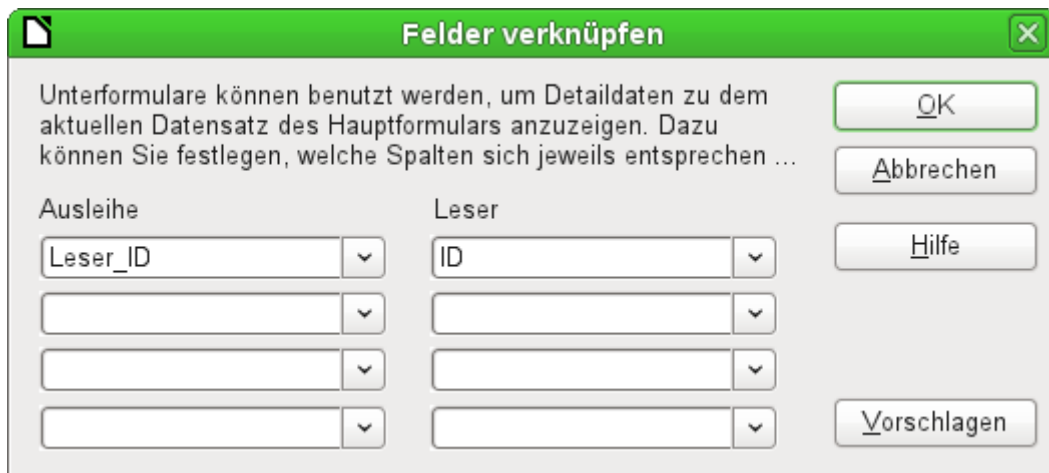 Felder verknüpfen
Unterformulare können benutzt werden, um Detaildaten zu dem
aktuellen Datensatz des Hauptformulars anzuzeigen. Dazu
können Sie festlegen, welche Spalten sich jeweils entsprechen ...
OK
Abbrechen
Hilfe
Ausleihe Leser
Leser_ID ID
Vorschlagen